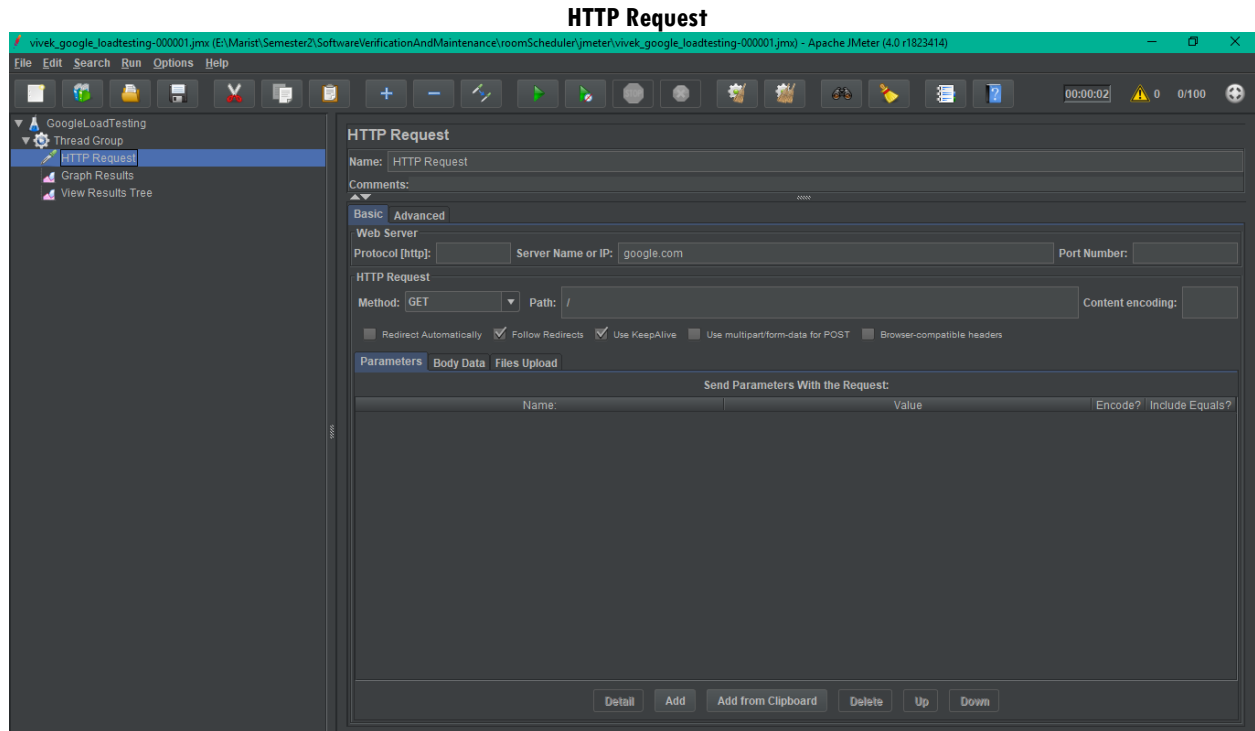 HTTP Request
vivek_google_loadtesting-000001.jmx (E:\Marist\Semester2\SoftwareVerificationAndMaintenance\roomScheduler\jmeter\vivek_google_loadtesting-000001.jmx) - Apache JMeter (4.0 r1823414)
File Edit Search Run Options Help
00:00:02 0 0/100
GoogleLoadTesting
Thread Group
HTTP Request
Graph Results
View Results Tree
HTTP Request
Name: HTTP Request
Comments:
Basic Advanced
Web Server
Protocol [http]: Server Name or IP: google.com Port Number:
HTTP Request
Method: GET Path: / Content encoding:
Redirect Automatically Follow Redirects Use KeepAlive Use multipart/form-data for POST Browser-compatible headers
Parameters Body Data Files Upload
Send Parameters With the Request:
Name: Value Encode? Include Equals?
Detail Add Add from Clipboard Delete Up Down